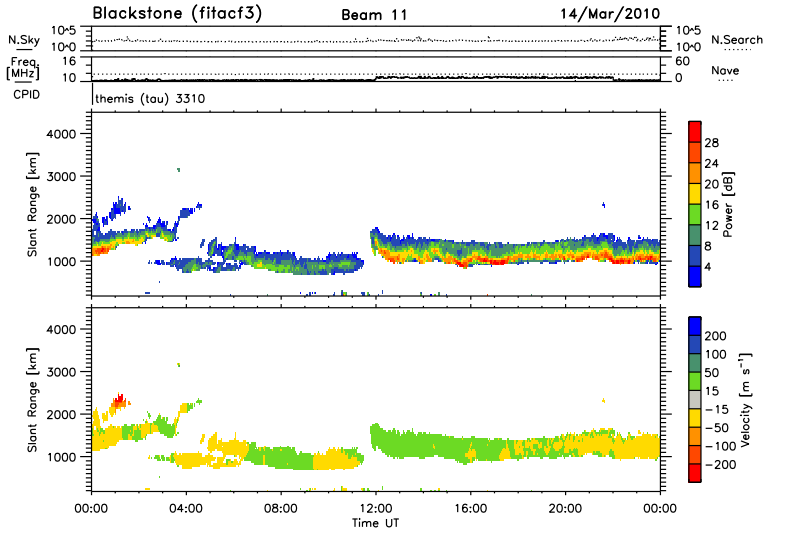 Blackstone (fitacf3) Beam 11 14/Mar/2010
N.Sky 10^5 10^0 10^5 10^0 N.Search
Freq. [MHz] 16 10 60 0 Nave
CPID themis (tau) 3310
Slant Range [km] 4000 3000 2000 1000
28 24 20 16 12 8 4 Power [dB]
Slant Range [km] 4000 3000 2000 1000
200 100 50 15 -15 -50 -100 -200 Velocity [m s⁻¹]
00:00 04:00 08:00 12:00 16:00 20:00 00:00
Time UT